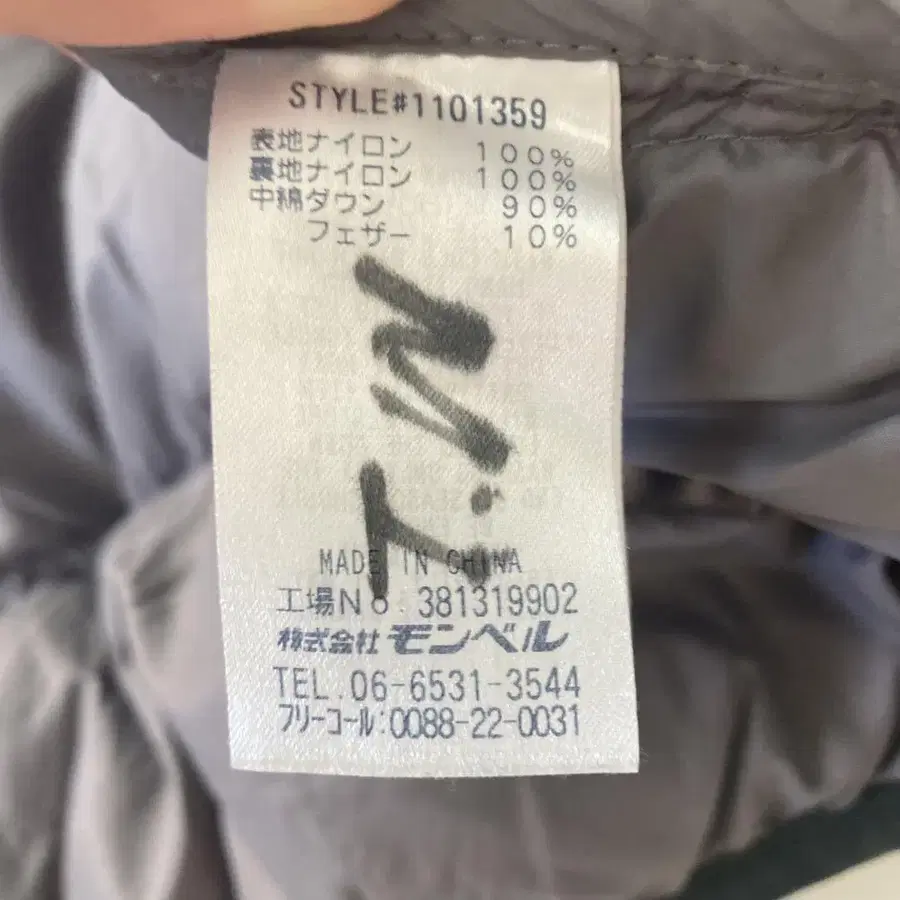 STYLE#1101359
表地ナイロン 100%
裏地ナイロン 100%
中綿ダウン 90%
フェザー 10%
MADE IN CHINA
工場No. 381319902
株式会社 モンベル
TEL.06-6531-3544
フリーコール:0088-22-0031